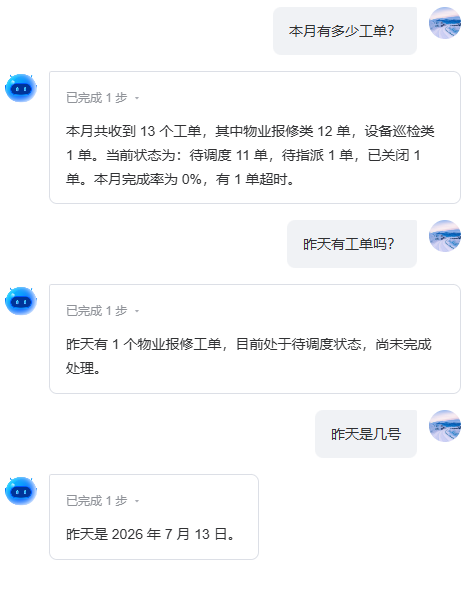 本月有多少工单?
已完成 1 步
本月共收到 13 个工单，其中物业报修类 12 单，设备巡检类
1 单。当前状态为：待调度 11 单，待指派 1 单，已关闭 1
单。本月完成率为 0%，有 1 单超时。
昨天有工单吗?
已完成 1 步
昨天有 1 个物业报修工单，目前处于待调度状态，尚未完成
处理。
昨天是几号
已完成 1 步
昨天是 2026 年 7 月 13 日。